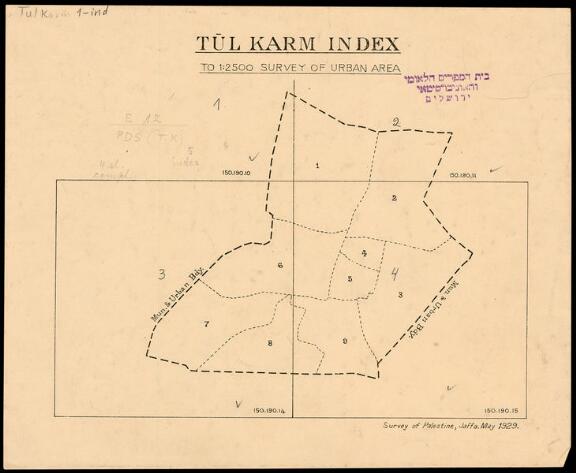 Tul Karm 1-ind
TŪL KARM INDEX
TO 1:2500 SURVEY OF URBAN AREA
בית הספרים הלאומי
והאוניברסיטאי
ירושלים
E 12
PDS (T.K)
5
index
1
2
1
150.190.10
150.190.11
2
4
3
6
5
4
3
Mun. & Urban Bdy.
Mun. & Urban Bdy.
7
8
9
150.190.14
150.190.15
Survey of Palestine, Jaffa. May 1929.